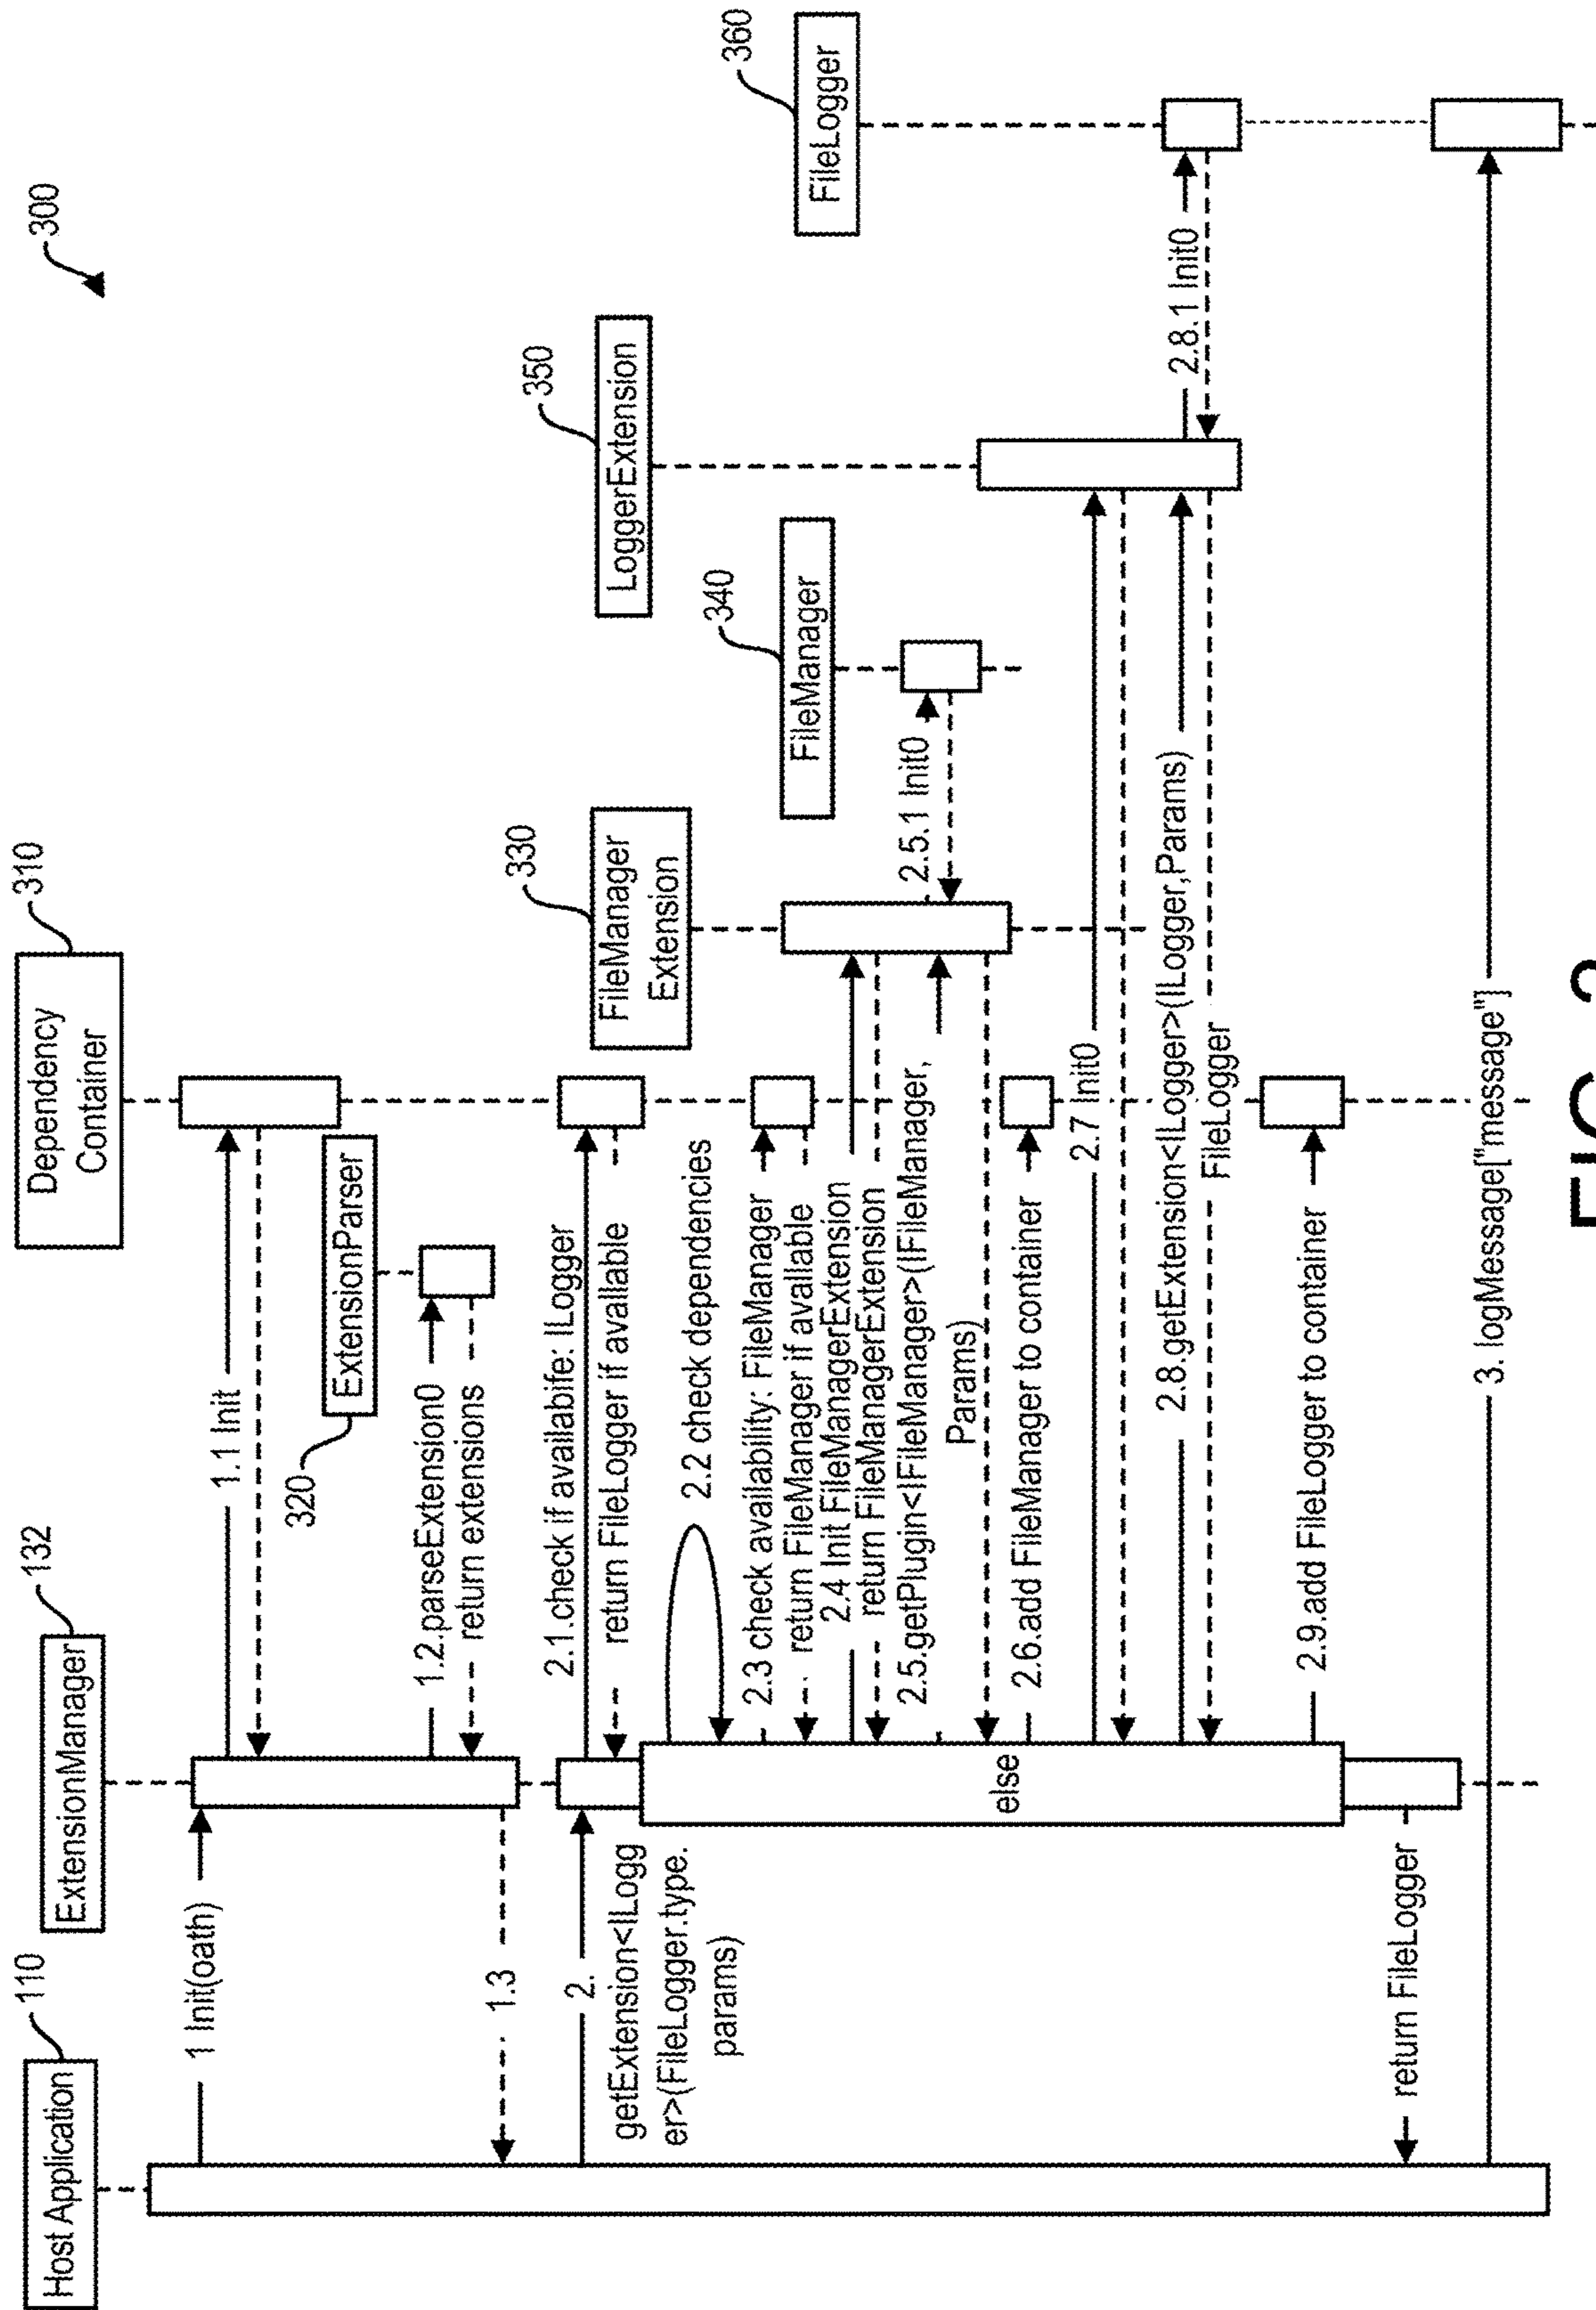 300
110
Host Application
132
ExtensionManager
310
Dependency
Container
1 Init(oath)
1.1 Init
320
ExtensionParser
1.2.parseExtension0
return extensions
1.3
2.
getExtension<ILogg
er>(FileLogger.type.
params)
2.1.check if availabife: ILogger
return FileLogger if available
330
FileManager
Extension
340
FileManager
350
LoggerExtension
360
FileLogger
2.2 check dependencies
2.3 check availability: FileManager
return FileManager if available
2.4 Init FileManagerExtension
return FileManagerExtension
2.5.getPlugin<IFileManager>(IFileManager,
Params)
2.5.1 Init0
2.6.add FileManager to container
else
2.7 Init0
2.8.getExtension<ILogger>(ILogger,Params)
FileLogger
2.8.1 Init0
2.9.add FileLogger to container
return FileLogger
3. logMessage["message"]